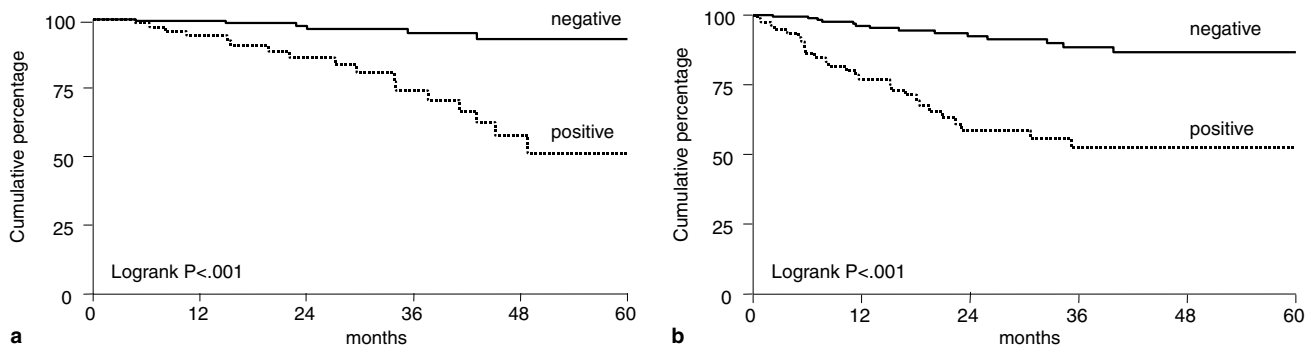 100
75
50
25
0
Cumulative percentage
negative
positive
Logrank P<.001
0 12 24 36 48 60
months
a
100
75
50
25
0
Cumulative percentage
negative
positive
Logrank P<.001
0 12 24 36 48 60
months
b